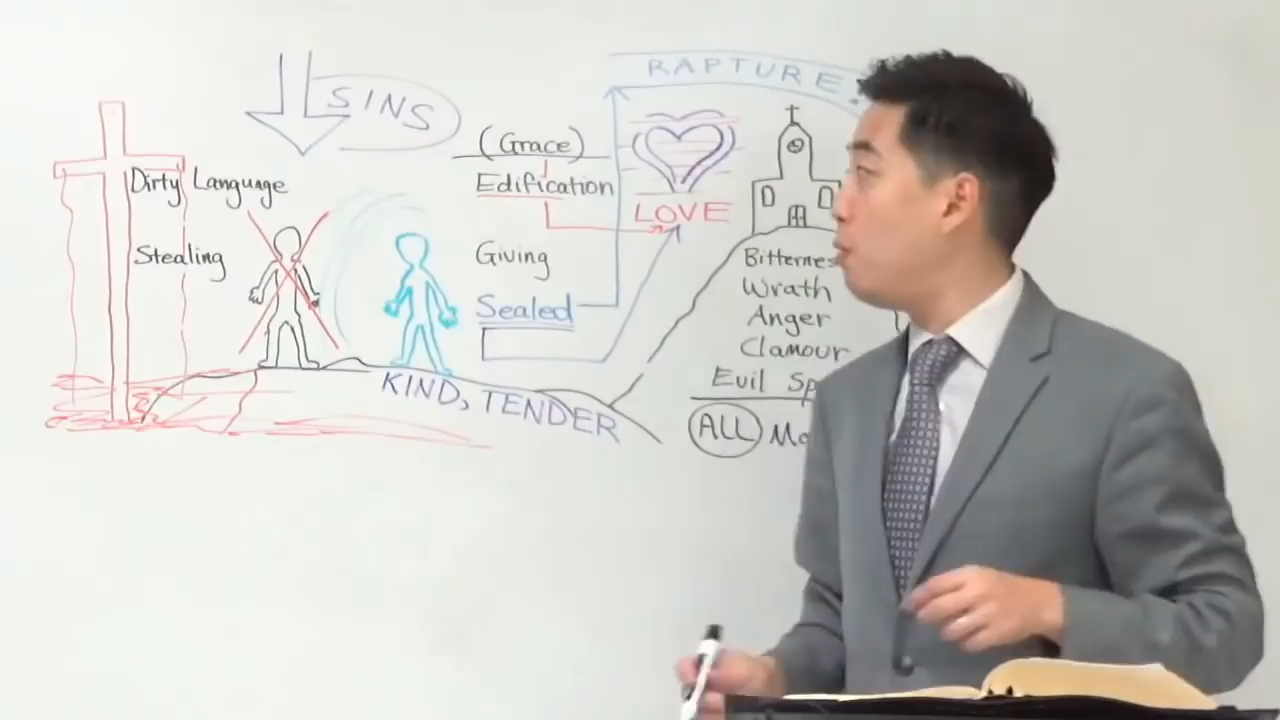 RAPTURE
SINS
(Grace)
Dirty Language
Edification
LOVE
Stealing
Giving
Sealed
Wrath
Anger
Clamour
Evil
KIND, TENDER
ALL